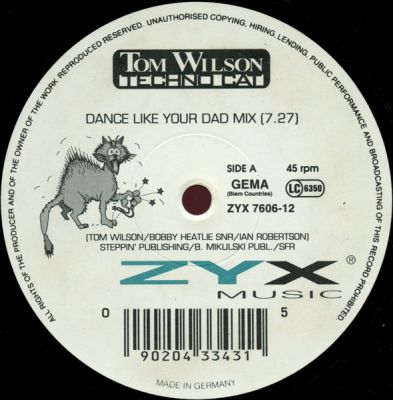 ALL RIGHTS OF THE PRODUCER AND OF THE OWNER OF THE WORK REPRODUCED RESERVED. UNAUTHORISED COPYING, HIRING, LENDING, PUBLIC PERFORMANCE AND BROADCASTING OF THIS RECORD PROHIBITED.
TOM WILSON
TECHNO CAT
DANCE LIKE YOUR DAD MIX (7.27)
SIDE A 45 rpm
GEMA
(Biem Countries)
LC 6350
ZYX 7606-12
(TOM WILSON/BOBBY HEATLIE SNR/IAN ROBERTSON)
STEPPIN' PUBLISHING/B. MIKULSKI PUBL./SFR
ZYX®
MUSIC
0 5
90204 33431
MADE IN GERMANY